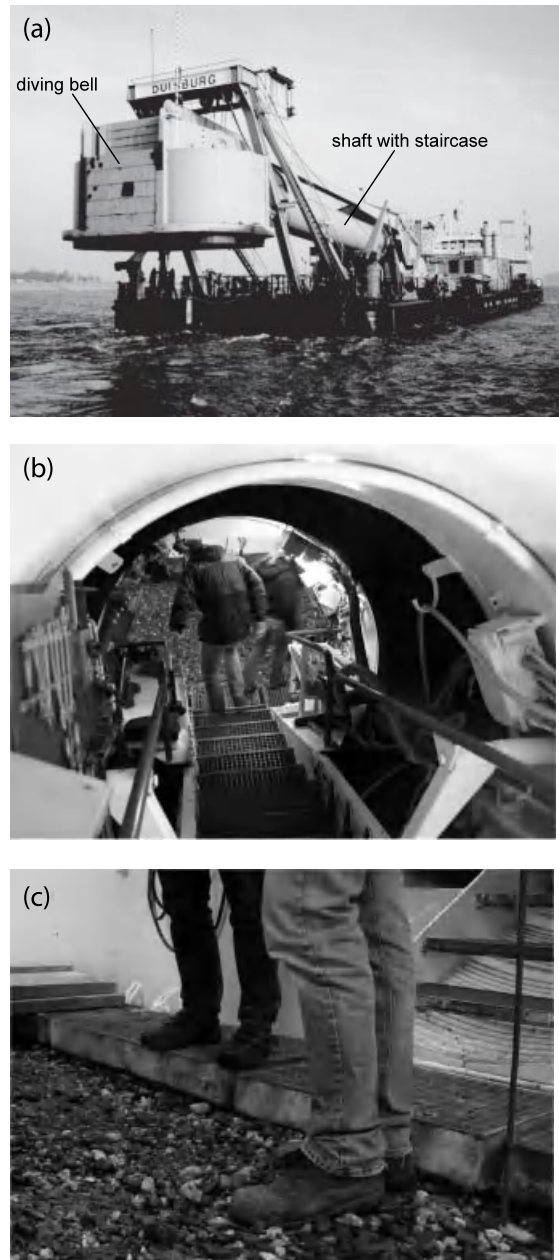 (a)
DUISBURG
diving bell
shaft with staircase
(b)
(c)